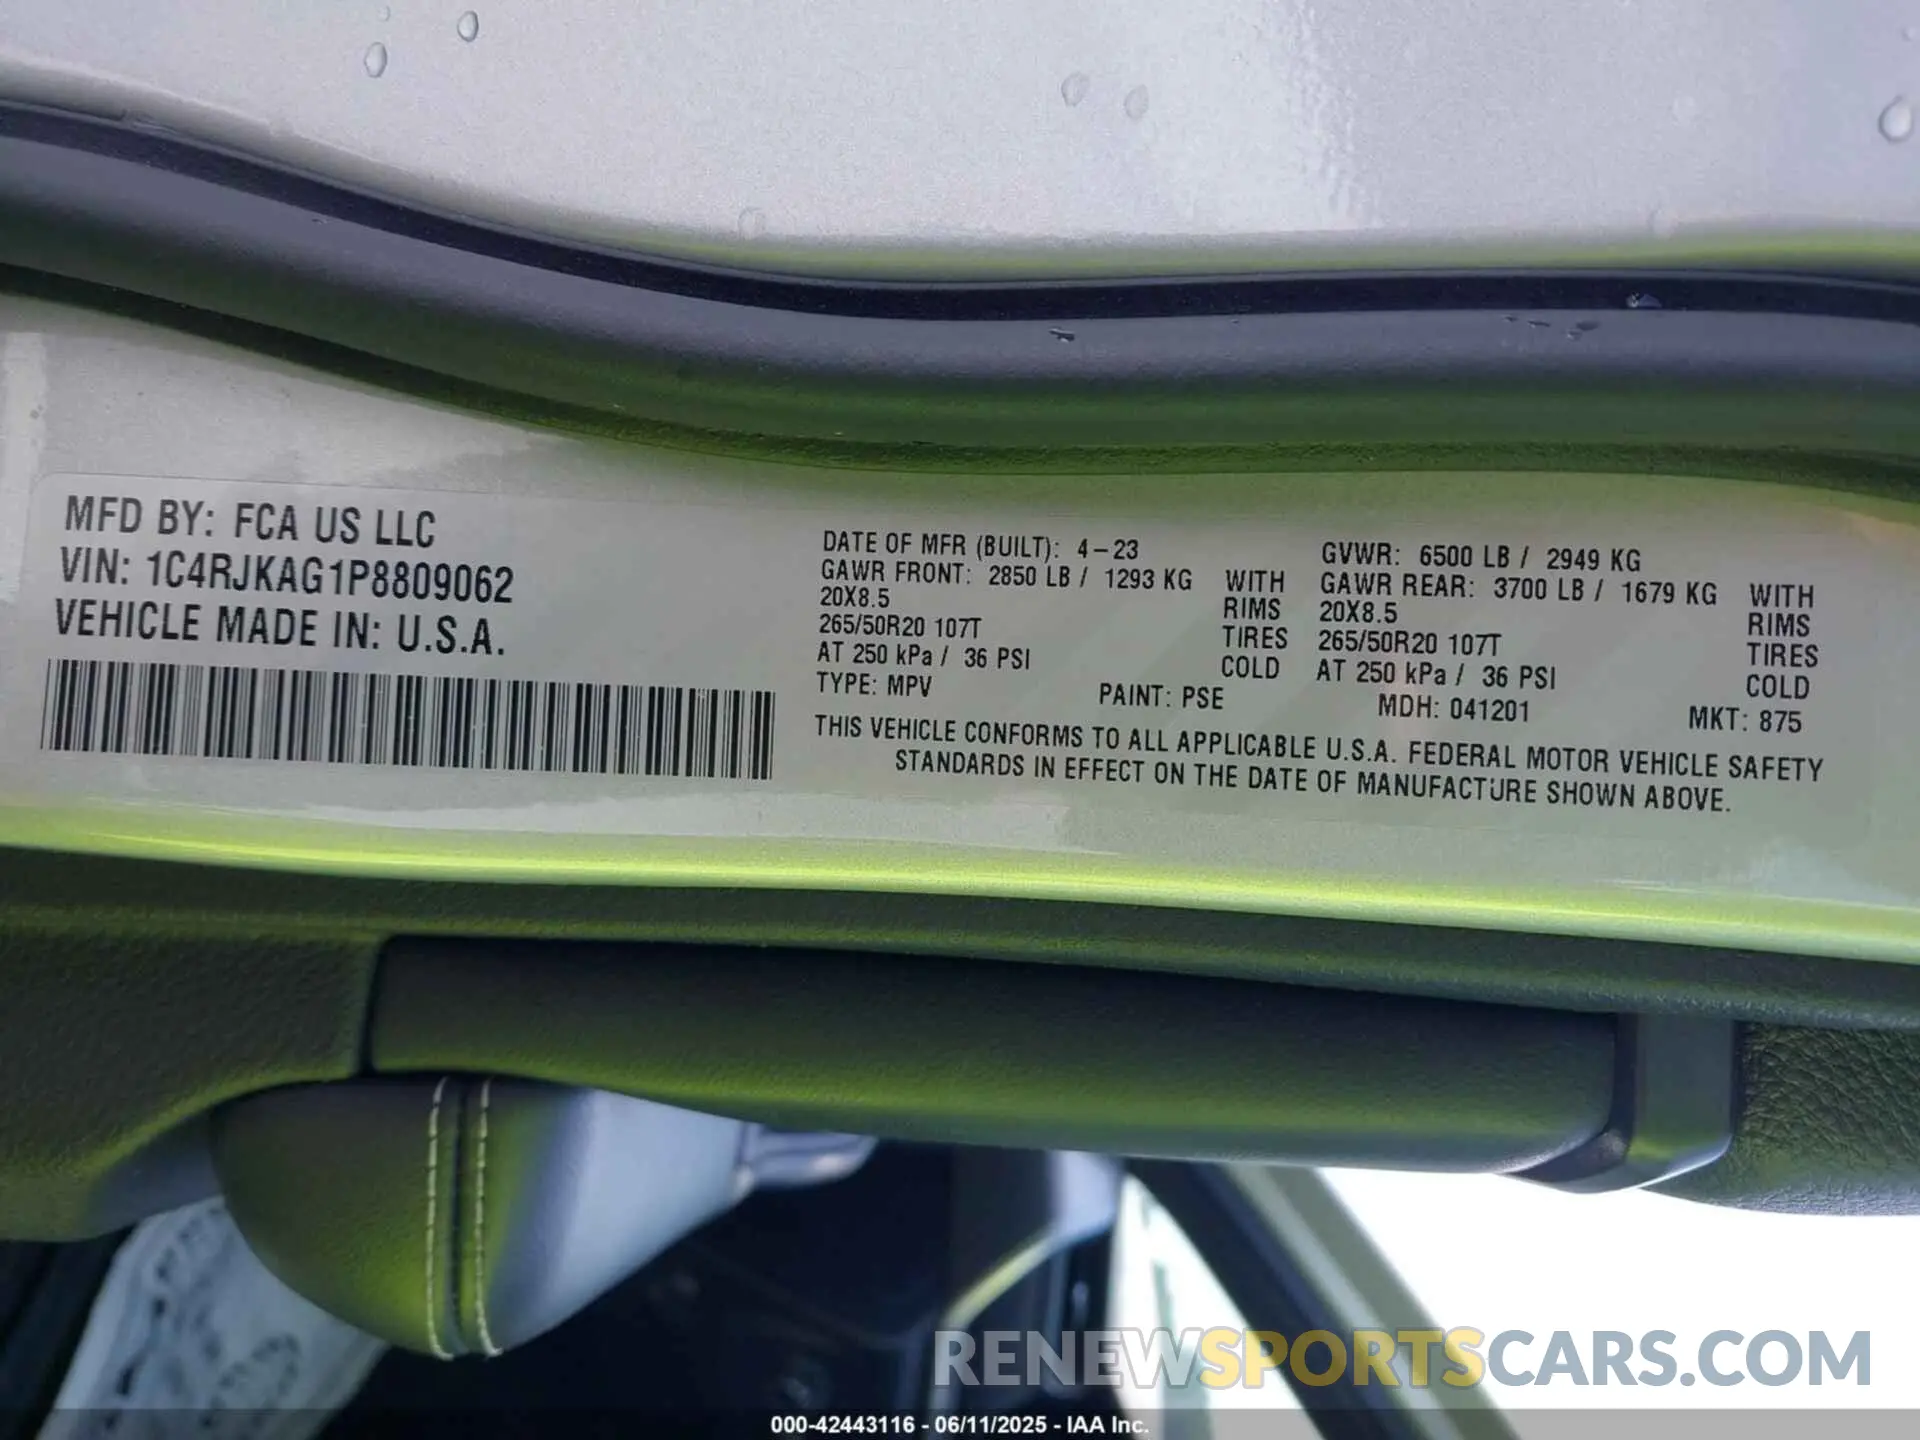 MFD BY: FCA US LLC
VIN: 1C4RJKAG1P8809062
VEHICLE MADE IN: U.S.A.
DATE OF MFR (BUILT): 4-23
GVWR: 6500 LB / 2949 KG
GAWR FRONT: 2850 LB / 1293 KG WITH
20X8.5 RIMS
265/50R20 107T TIRES
AT 250 kPa / 36 PSI COLD
GAWR REAR: 3700 LB / 1679 KG WITH
20X8.5 RIMS
265/50R20 107T TIRES
AT 250 kPa / 36 PSI COLD
TYPE: MPV PAINT: PSE MDH: 041201 MKT: 875
THIS VEHICLE CONFORMS TO ALL APPLICABLE U.S.A. FEDERAL MOTOR VEHICLE SAFETY
STANDARDS IN EFFECT ON THE DATE OF MANUFACTURE SHOWN ABOVE.
RENEWSPORTSCARS.COM
000-42443116 - 06/11/2025 - IAA Inc.